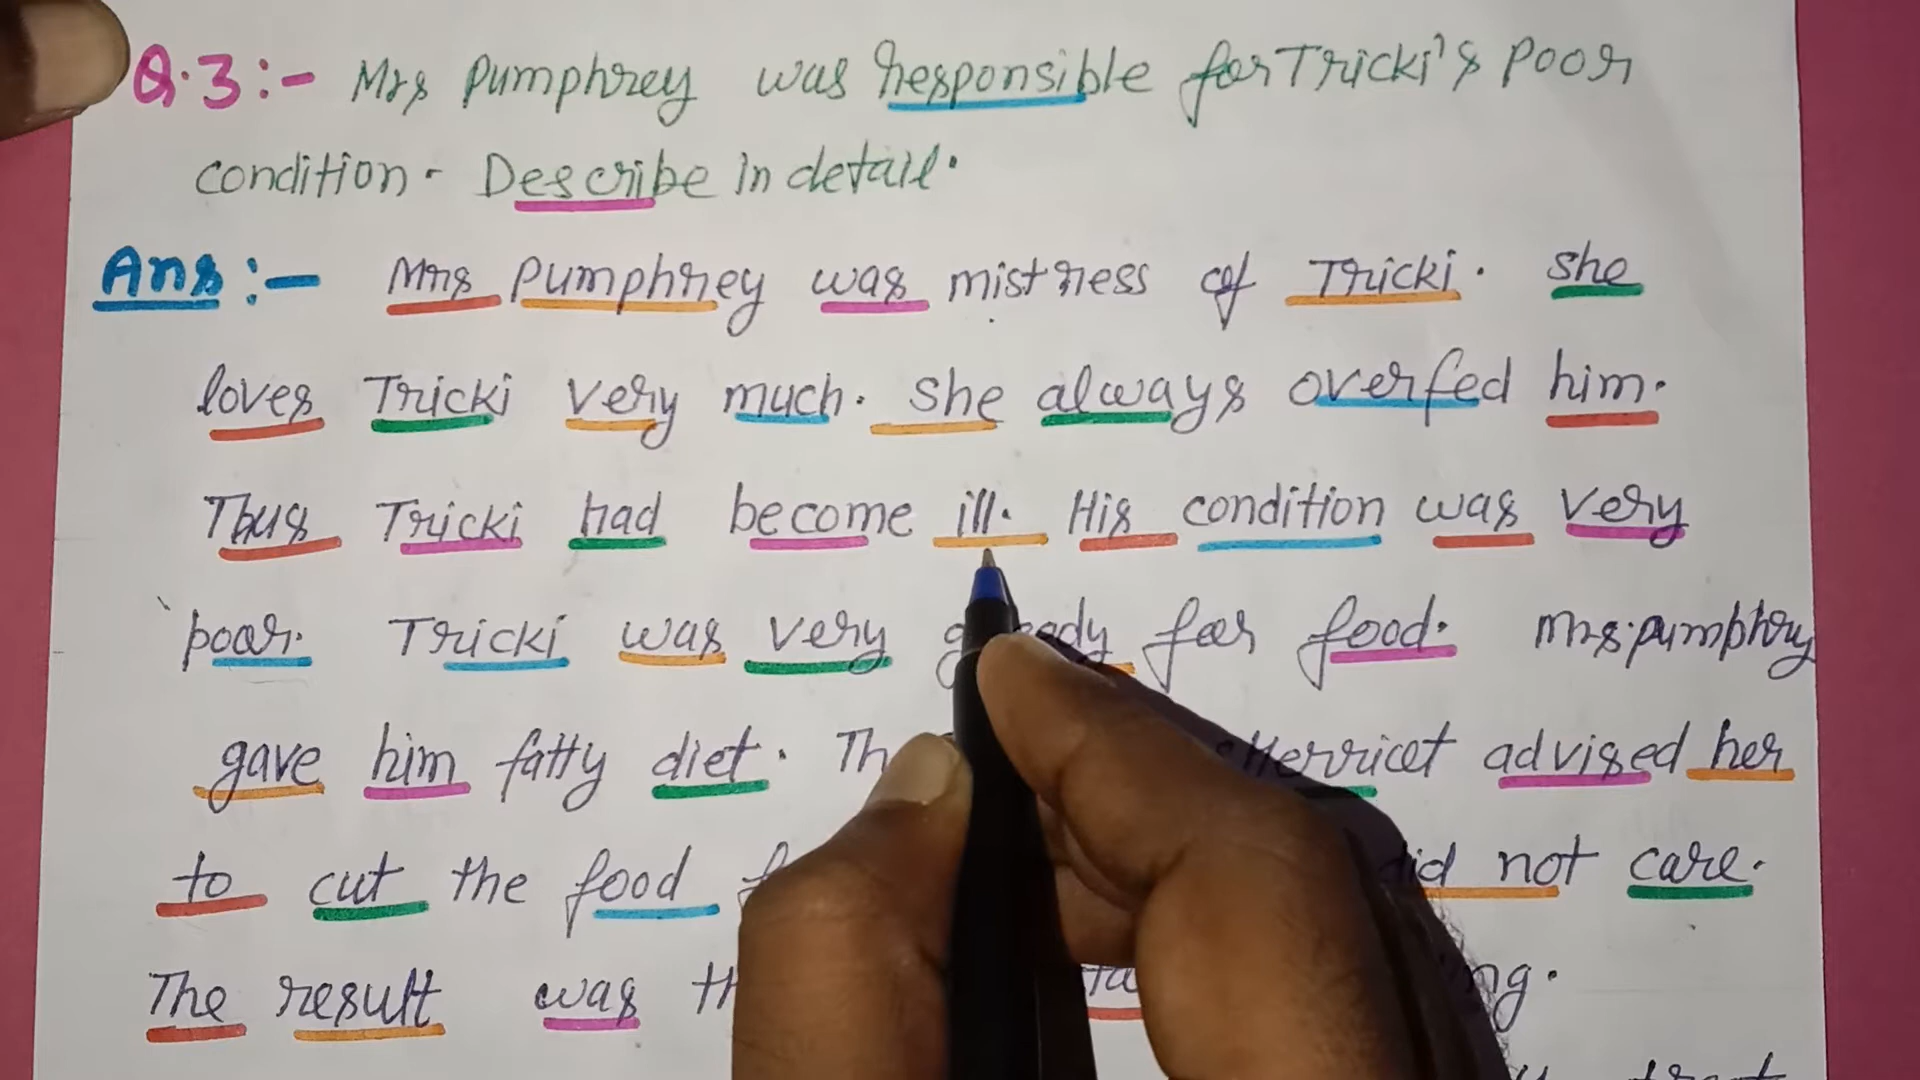 Q.3:- Mrs Pumphrey was responsible for Tricki's poor
condition. Describe in detail.
Ans:- Mrs Pumphrey was mistress of Tricki. she
loves Tricki very much. She always overfed him.
Thus Tricki had become ill. His condition was very
poor. Tricki was very for food. Mrs.pumphry
gave him fatty diet. Herricot advised her
to cut the food not care.
The result was